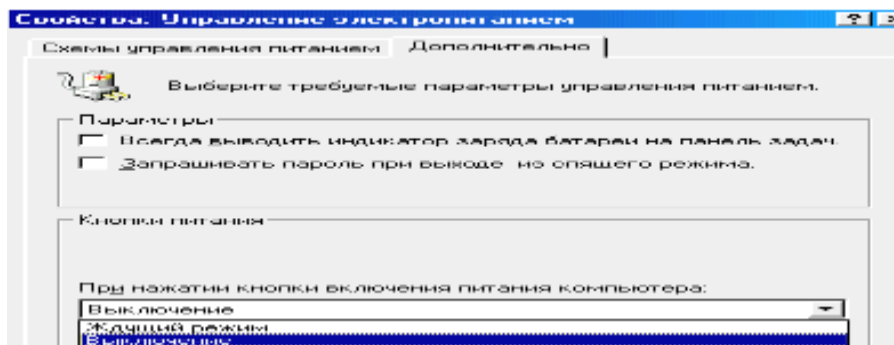 Свойства: Управление электропитанием
Схемы управления питанием Дополнительно
Выберите требуемые параметры управления питанием.
Параметры
Всегда выводить индикатор заряда батареи на панель задач.
Запрашивать пароль при выходе из спящего режима.
Кнопки питания
При нажатии кнопки включения питания компьютера:
Выключение
Ждущий режим
Выключение